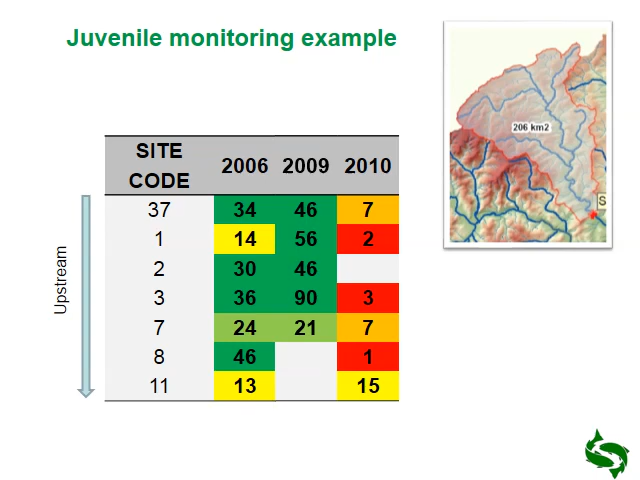 Juvenile monitoring example
206 km2
S
SITE CODE 2006 2009 2010
37 34 46 7
1 14 56 2
2 30 46
3 36 90 3
7 24 21 7
8 46 1
11 13 15
Upstream